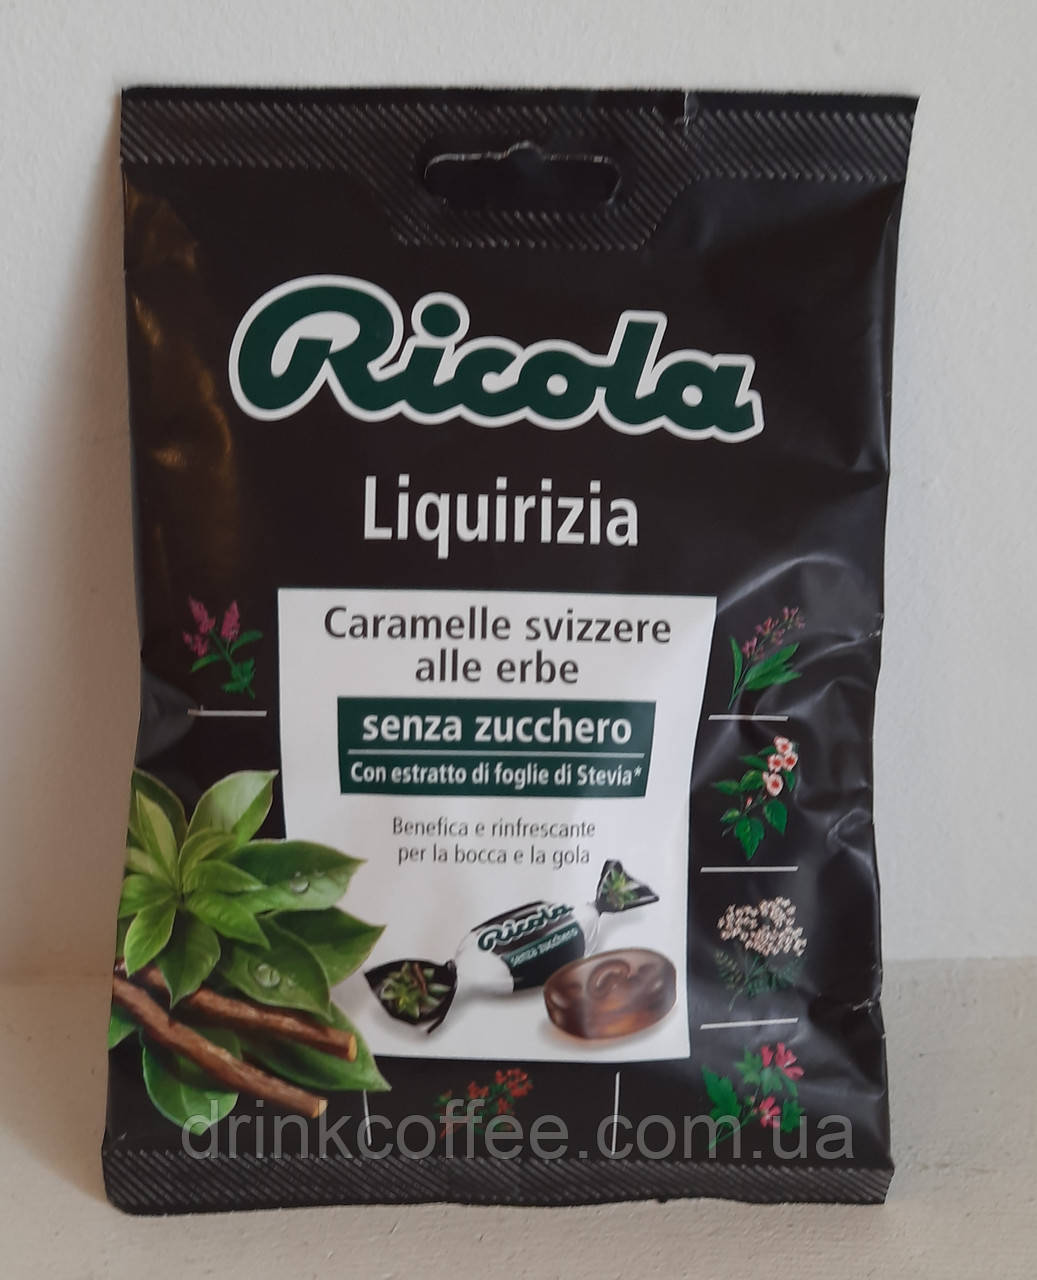 Ricola
Liquirizia
Caramelle svizzere
alle erbe
senza zucchero
Con estratto di foglie di Stevia*
Benefica e rinfrescante
per la bocca e la gola
Ricola
senza zucchero
drinkcoffee.com.ua